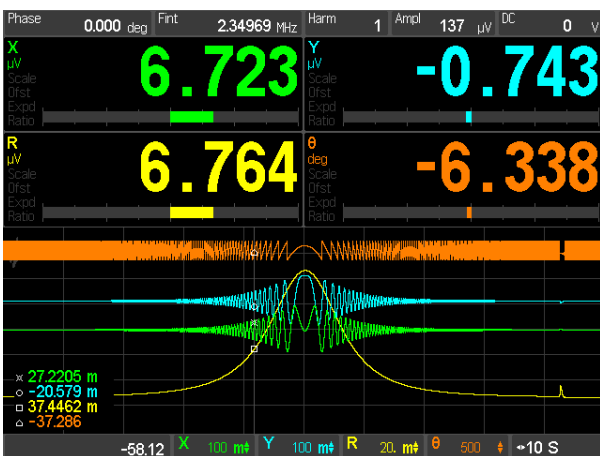 Phase 0.000 deg Fint 2.34969 MHz Harm 1 Ampl 137 µV DC 0 V
X
µV
Scale
Ofst
Expd
Ratio
6.723
Y
µV
Scale
Ofst
Expd
Ratio
-0.743
R
µV
Scale
Ofst
Expd
Ratio
6.764
θ
deg
Scale
Ofst
Expd
Ratio
-6.338
27.2205 m
-20.579 m
37.4462 m
-37.286
-58.12 X 100 m Y 100 m R 20. m θ 500 10 S